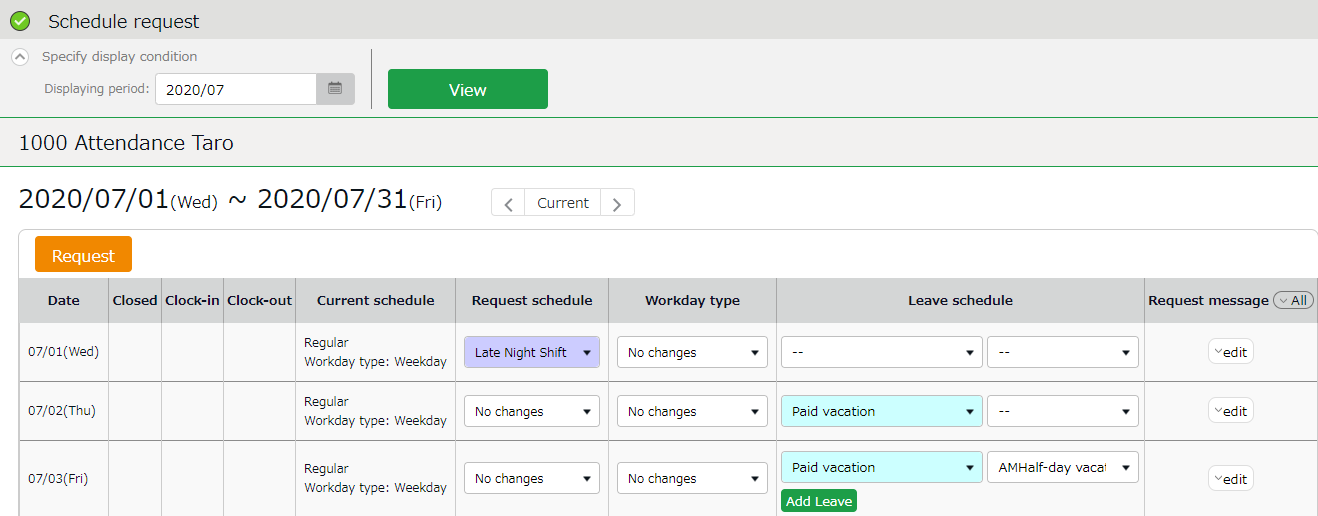 Schedule request
Specify display condition
Displaying period: 2020/07 View
1000 Attendance Taro
2020/07/01(Wed) ~ 2020/07/31(Fri) Current
Request
Date Closed Clock-in Clock-out Current schedule Request schedule Workday type Leave schedule Request message All
07/01(Wed) Regular Workday type: Weekday Late Night Shift No changes -- -- edit
07/02(Thu) Regular Workday type: Weekday No changes No changes Paid vacation -- edit
07/03(Fri) Regular Workday type: Weekday No changes No changes Paid vacation AMHalf-day vacat edit
Add Leave